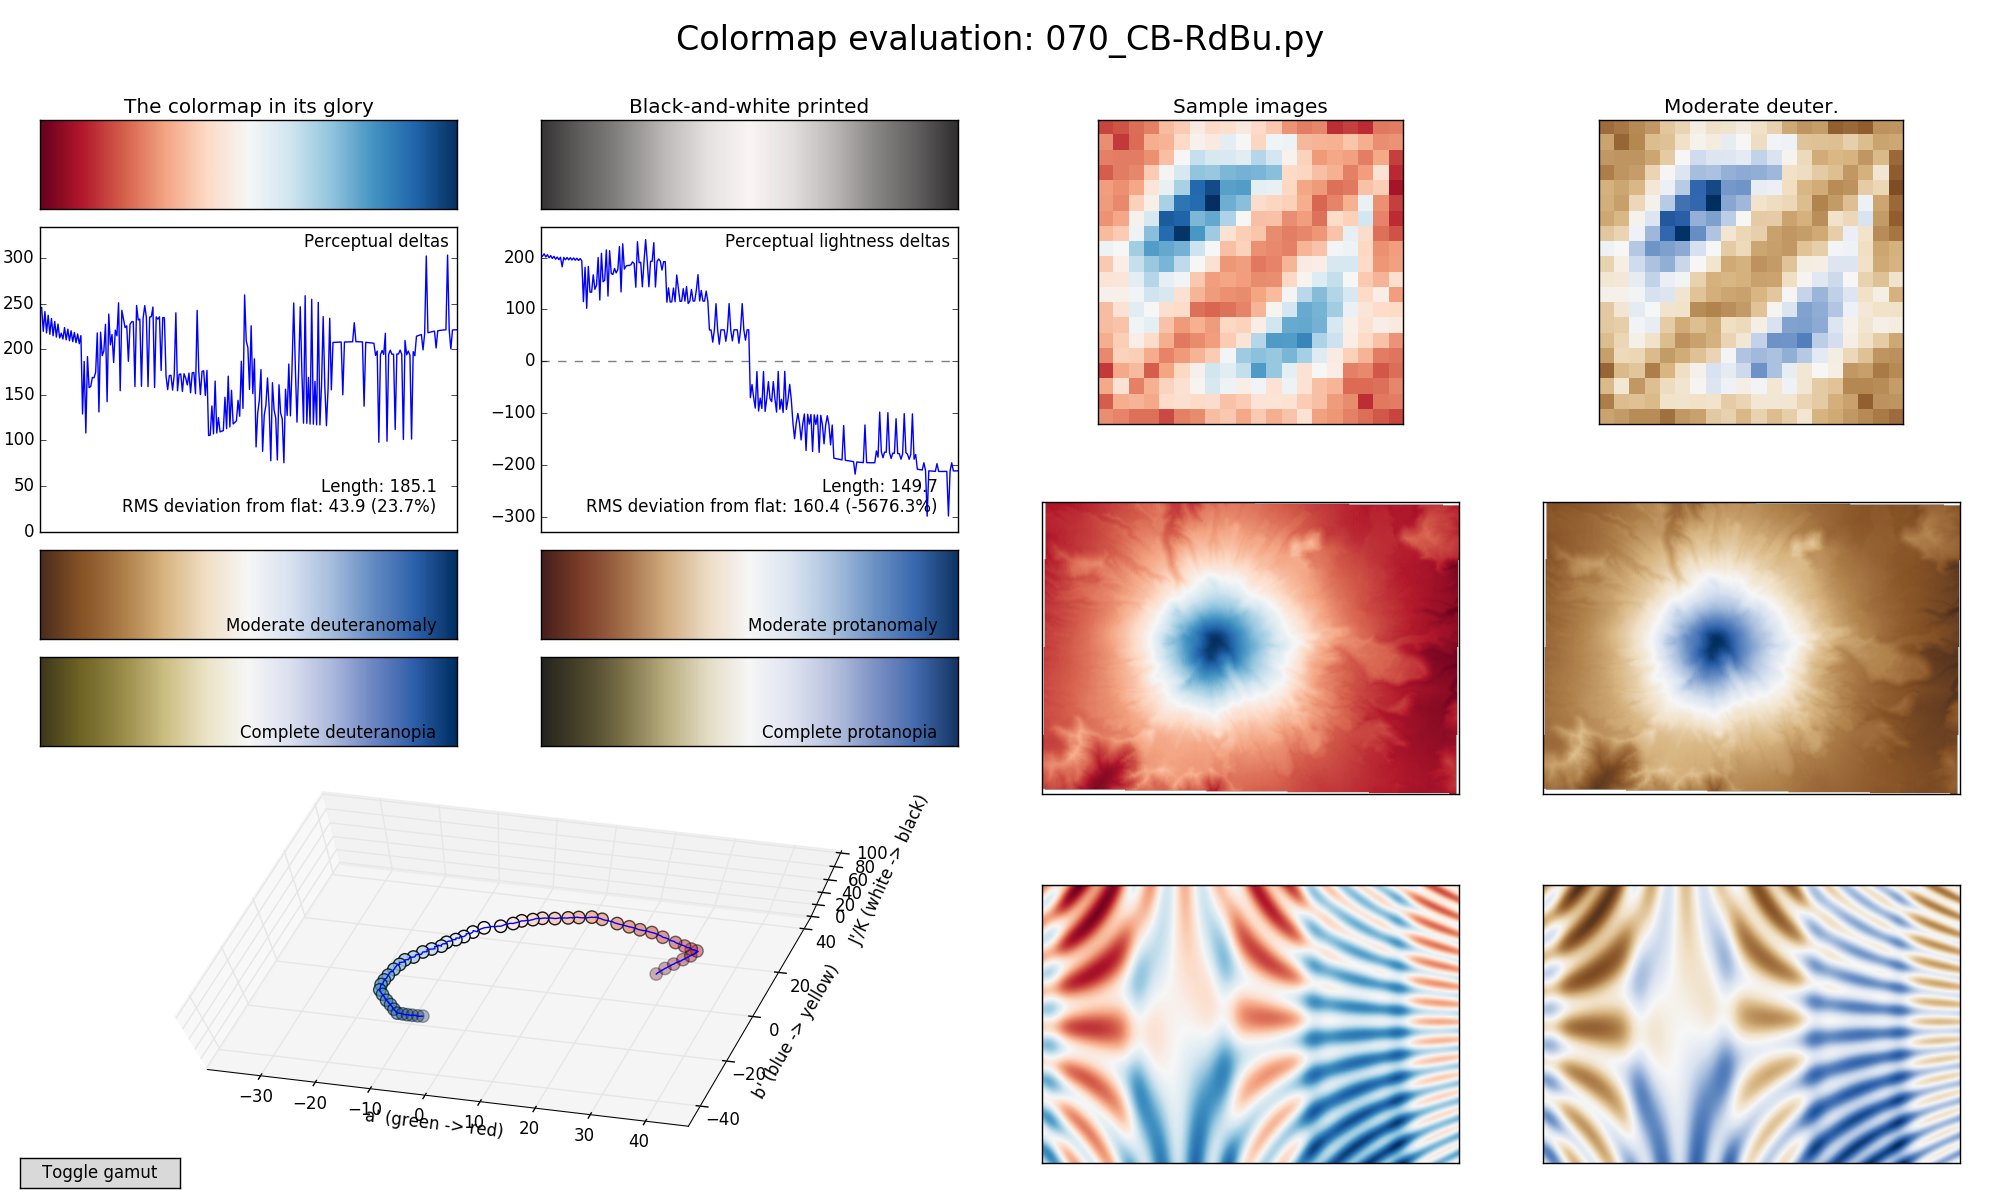 Colormap evaluation: 070_CB-RdBu.py
The colormap in its glory
Black-and-white printed
Sample images
Moderate deuter.
Perceptual deltas
300
250
200
150
100
50
0
Length: 185.1
RMS deviation from flat: 43.9 (23.7%)
Perceptual lightness deltas
200
100
0
−100
−200
−300
Length: 149.7
RMS deviation from flat: 160.4 (-5676.3%)
Moderate deuteranomaly
Moderate protanomaly
Complete deuteranopia
Complete protanopia
100
80
60
40
20
0
J'/K (white -> black)
40
20
0
−20
−40
b' (blue -> yellow)
−30
−20
−10
0
10
20
30
40
a' (green -> red)
Toggle gamut